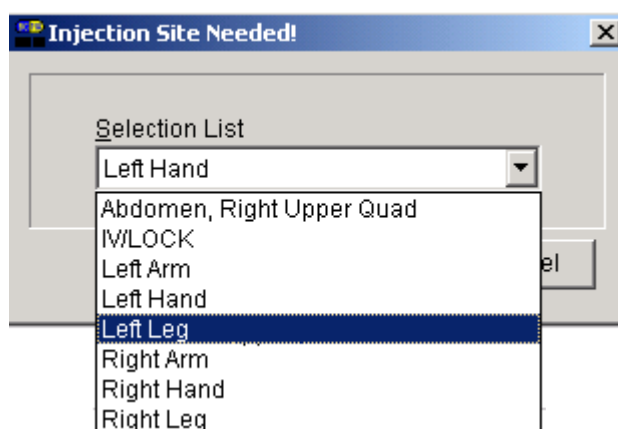 Injection Site Needed!
Selection List
Left Hand
Abdomen, Right Upper Quad
IV/LOCK
Left Arm
el
Left Hand
Left Leg
Right Arm
Right Hand
Right Leg